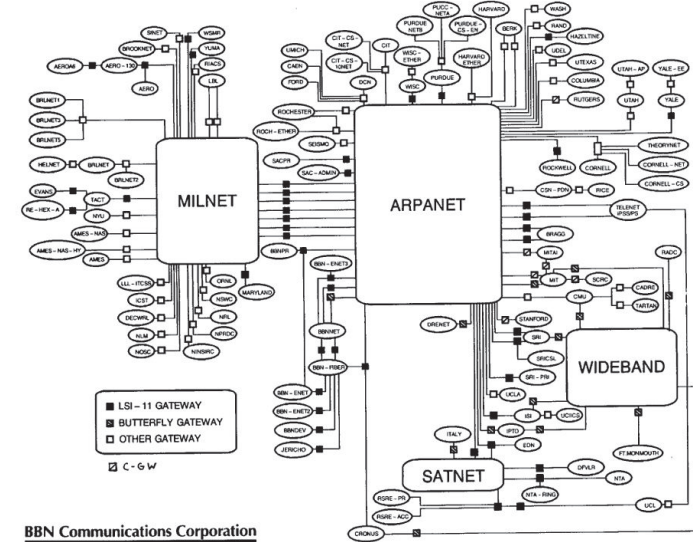 SINET
WSMR
BROOKNET
YUMA
AERO - 130
RIACS
AERO
LBL
BRLNET1
BRLNET3
BRLNET5
HELNET
BRLNET
BRLNET2
EVANS
TACT
RE - HEX - A
NYU
AMES - NAS
AMES - NAS - HY
AMES
MILNET
LLL - ITCSS
ICST
DECWRL
NLM
NOSC
ORNL
NSWC
NRL
NPRDC
NINSIRC
MARYLAND
UMICH
CAEN
FORD
CIT - CS - NET
CIT - CS - 10NET
CIT
DCN
PUCC - NETA
PURDUE NETB
PURDUE - CS - EN
WISC - ETHER
WISC
PURDUE
HARVARD
HARVARD ETHER
BERK
WASH
RAND
HAZELTINE
UDEL
UTEXAS
COLUMBIA
RUTGERS
UTAH - AP
YALE - EE
UTAH
YALE
ROCHESTER
ROCH - ETHER
SEISMO
SACPR
SAC - ADMIN
ARPANET
THEORYNET
CORNELL - NET
CORNELL - CS
ROCKWELL
CORNELL
CSN - PDN
RICE
TELENET
IPSS/PS
BRAGG
MITAI
RADC
MIT
SCRC
CMU
CADRE
TARTAN
BBNPR
BBN - ENET3
BBNNET
BBN - FIBER
BBN - ENET
BBN - ENET2
BBNDEV
JERICHO
DRENET
STANFORD
SRI
SRICSL
SRI - PRI
UCLA
ISI
UCIICS
IPTO
EDN
WIDEBAND
FT.MONMOUTH
ITALY
SATNET
DFVLR
NTA
NTA - RING
RSRE - PR
RSRE - ACC
UCL
CRONUS
LSI - 11 GATEWAY
BUTTERFLY GATEWAY
OTHER GATEWAY
C-GW
BBN Communications Corporation